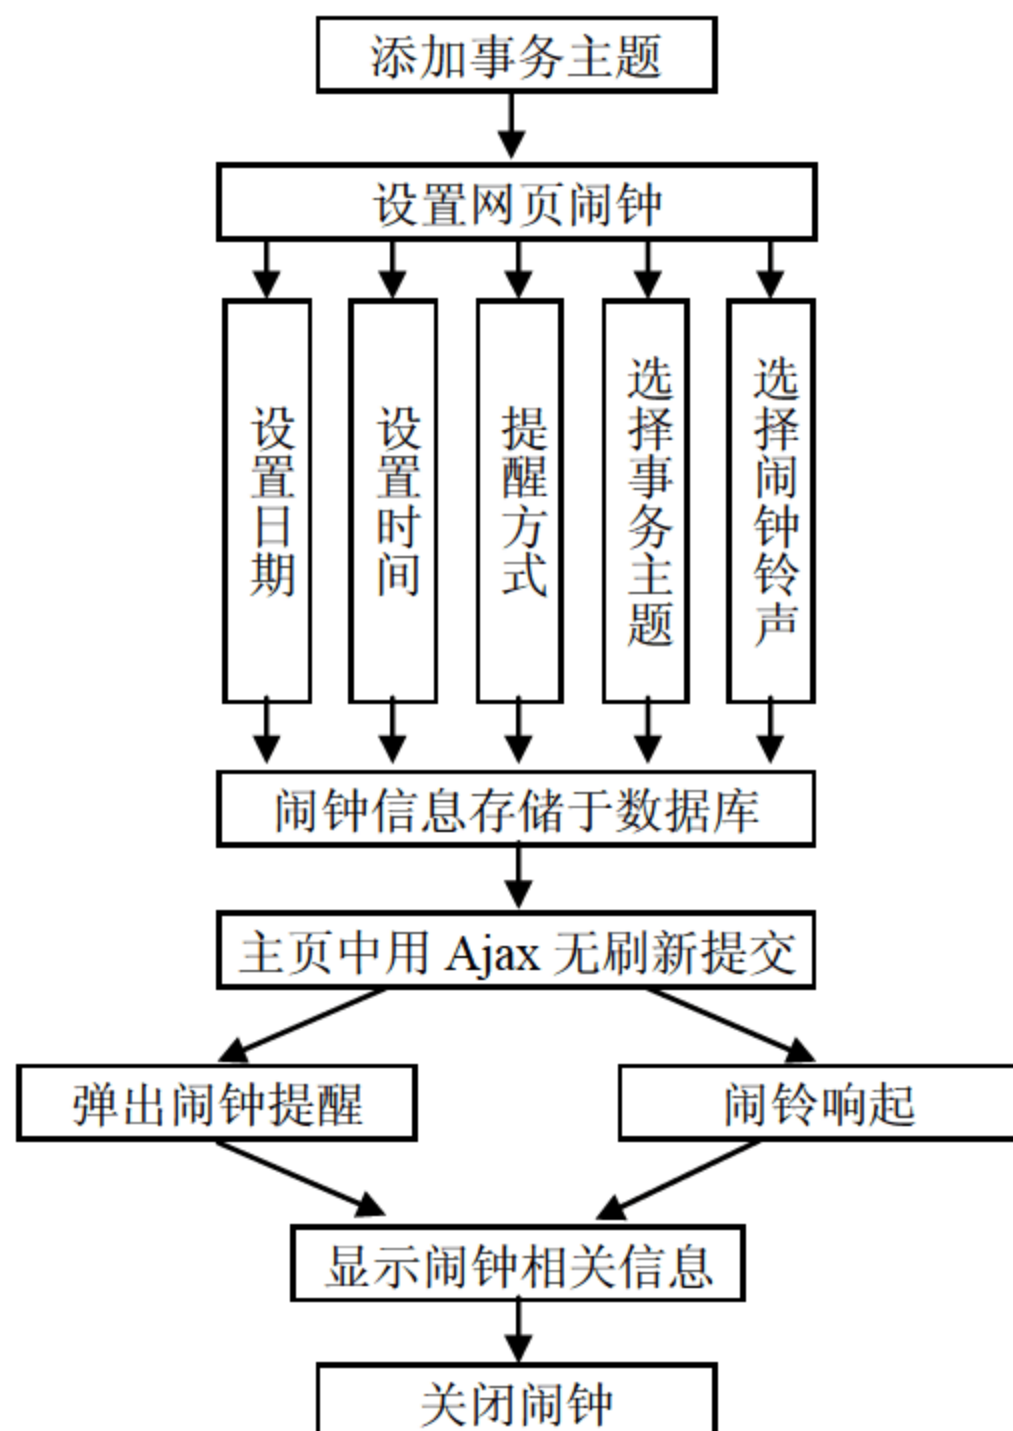 添加事务主题
设置网页闹钟
设置日期
设置时间
提醒方式
选择事务主题
选择闹钟铃声
闹钟信息存储于数据库
主页中用 Ajax 无刷新提交
弹出闹钟提醒
闹铃响起
显示闹钟相关信息
关闭闹钟